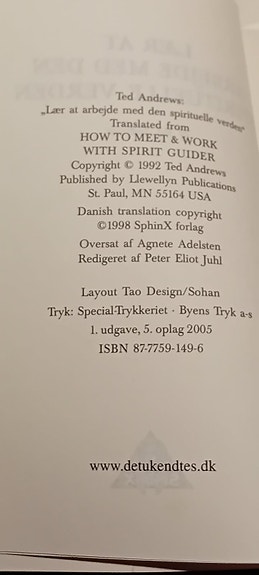 Ted Andrews:
„Lær at arbejde med den spirituelle verden"
Translated from
HOW TO MEET & WORK
WITH SPIRIT GUIDER
Copyright © 1992 Ted Andrews
Published by Llewellyn Publications
St. Paul, MN 55164 USA
Danish translation copyright
©1998 SphinX forlag
Oversat af Agnete Adelsten
Redigeret af Peter Eliot Juhl
Layout Tao Design/Sohan
Tryk: Special-Trykkeriet · Byens Tryk a-s
1. udgave, 5. oplag 2005
ISBN 87-7759-149-6
www.detukendtes.dk